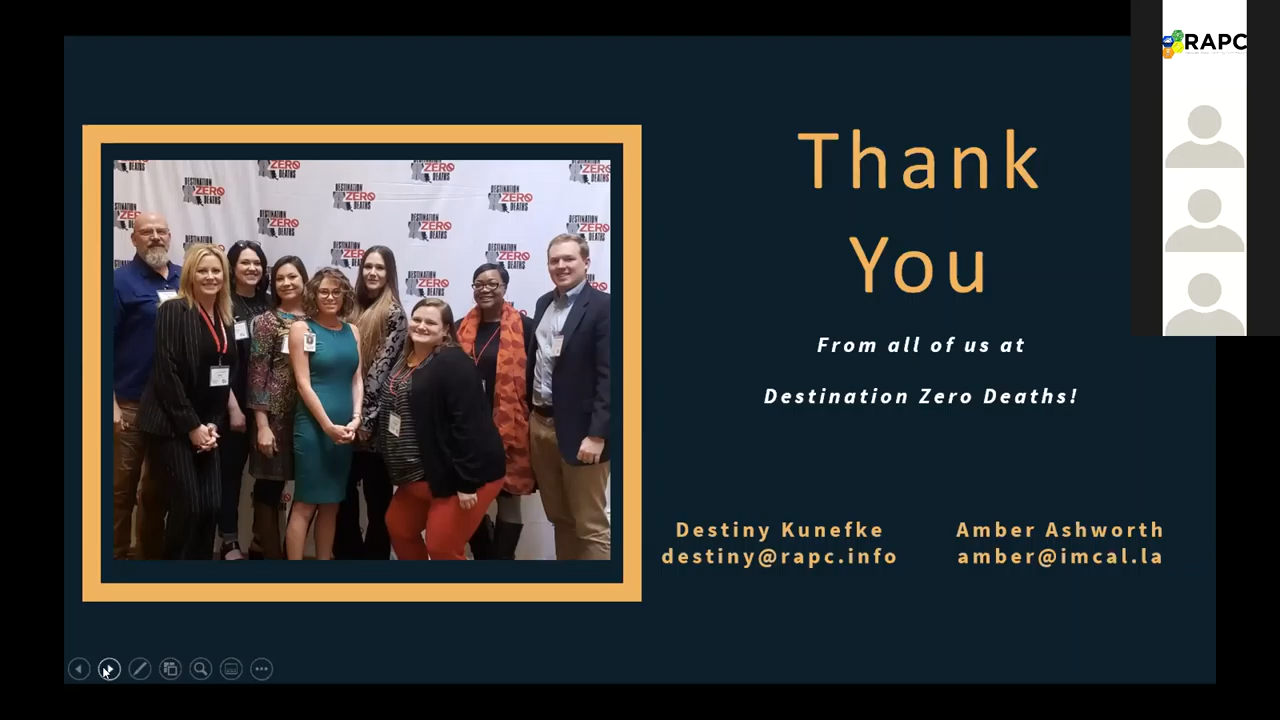 RAPC
Thank
You
From all of us at
Destination Zero Deaths!
Destiny Kunefke
destiny@rapc.info
Amber Ashworth
amber@imcal.la
DESTINATION
ZERO
DEATHS